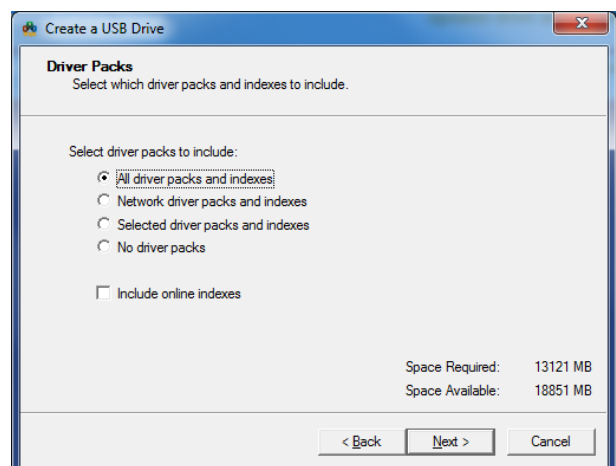 Create a USB Drive
Driver Packs
Select which driver packs and indexes to include.
Select driver packs to include:
All driver packs and indexes
Network driver packs and indexes
Selected driver packs and indexes
No driver packs
Include online indexes
Space Required: 13121 MB
Space Available: 18851 MB
< Back Next > Cancel